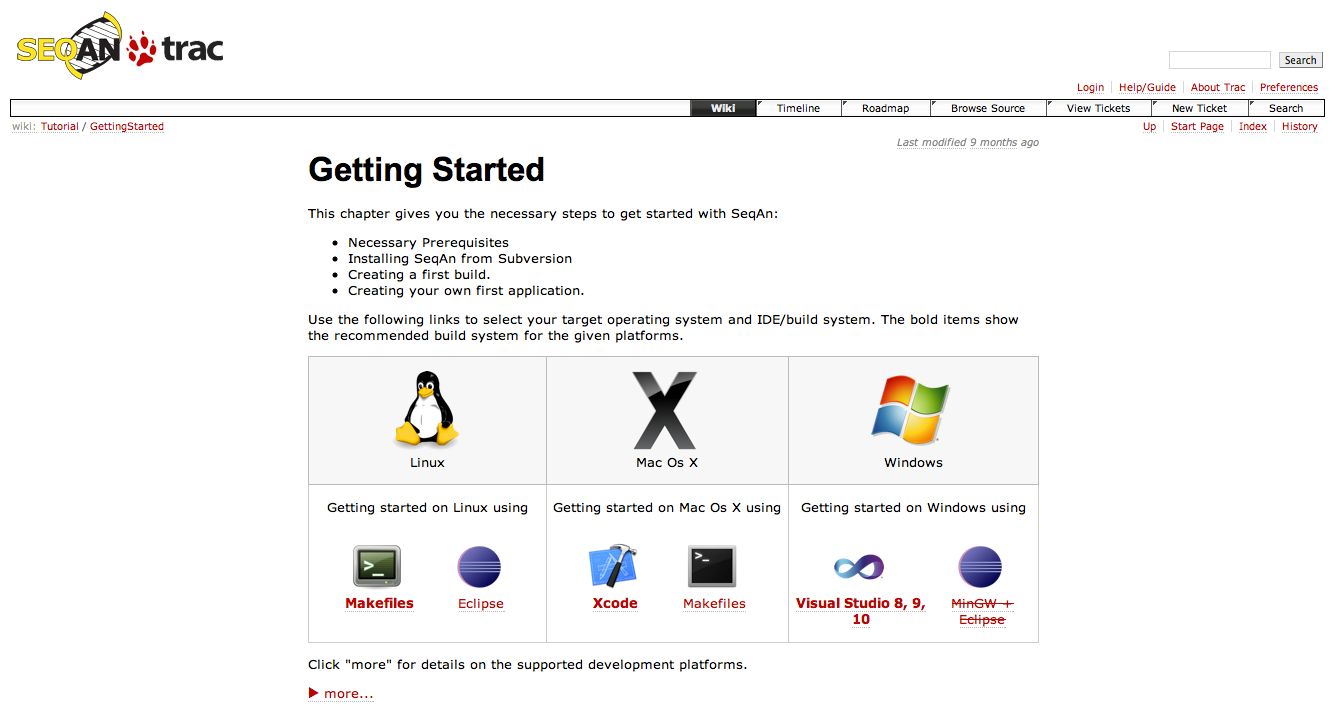 SEQAN trac
Search
Login Help/Guide About Trac Preferences
Wiki Timeline Roadmap Browse Source View Tickets New Ticket Search
wiki: Tutorial / GettingStarted
Up Start Page Index History
Last modified 9 months ago
Getting Started
This chapter gives you the necessary steps to get started with SeqAn:
• Necessary Prerequisites
• Installing SeqAn from Subversion
• Creating a first build.
• Creating your own first application.
Use the following links to select your target operating system and IDE/build system. The bold items show
the recommended build system for the given platforms.
Linux Mac Os X Windows
Getting started on Linux using
Getting started on Mac Os X using
Getting started on Windows using
Makefiles Eclipse
Xcode Makefiles
Visual Studio 8, 9,
10
MinGW +
Eclipse
Click "more" for details on the supported development platforms.
more...